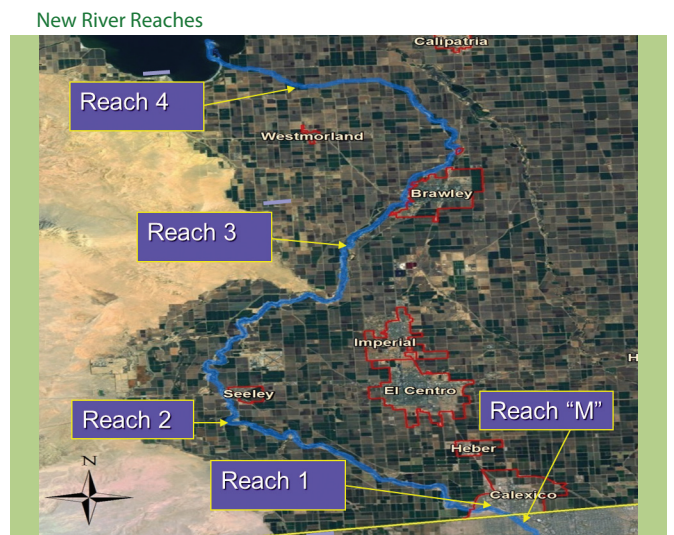 New River Reaches
Calipatria
Reach 4
Westmorland
Brawley
Reach 3
Imperial
H
El Centro
Seeley
Reach "M"
Reach 2
Heber
N
Reach 1
Calexico